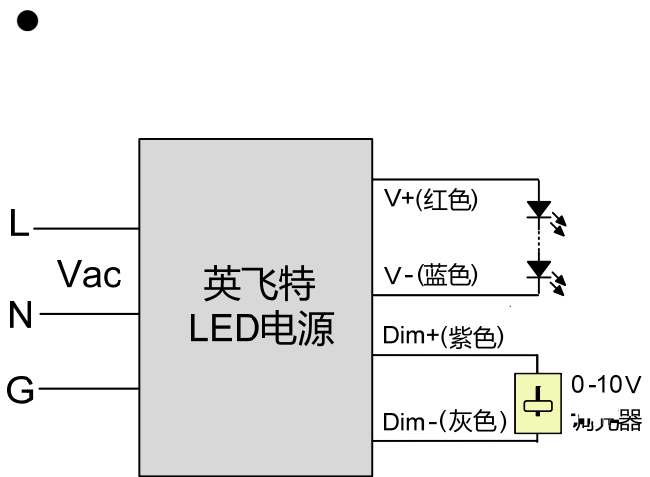 L
Vac
N
G
英飞特
LED电源
V+(红色)
V-(蓝色)
Dim+(紫色)
Dim-(灰色)
0-10V
器